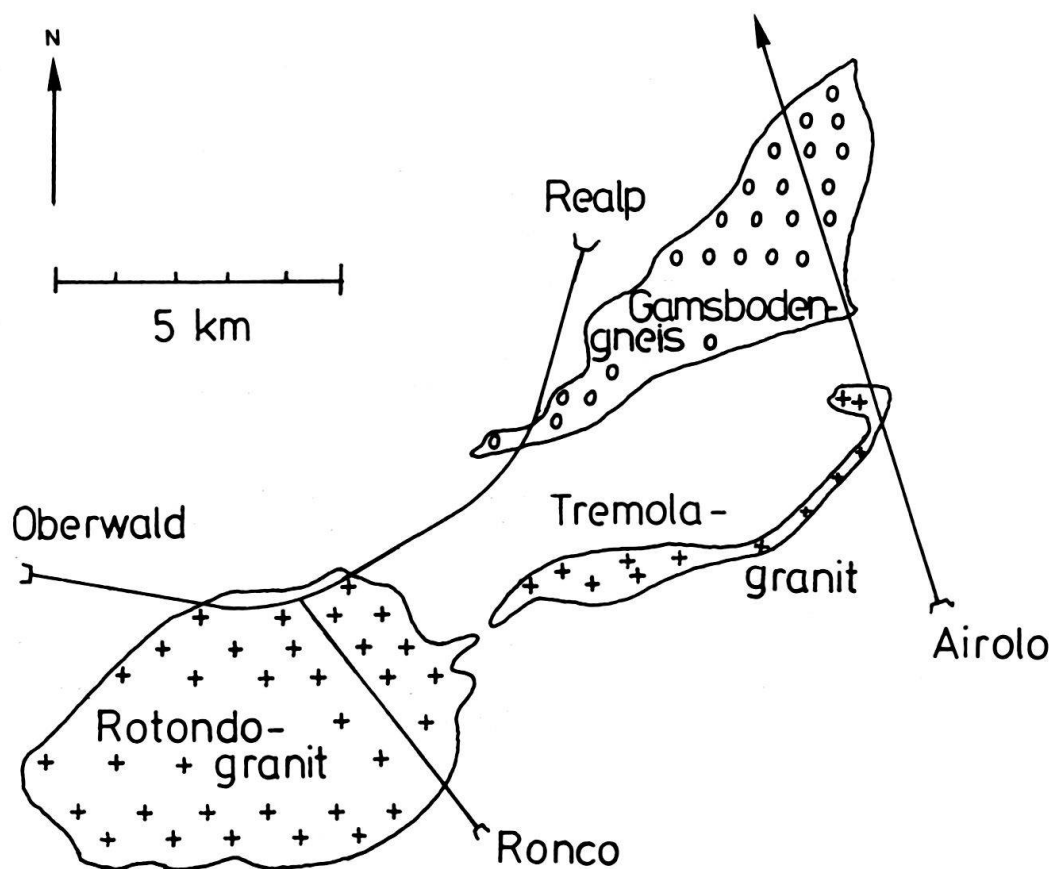 N
Realp
5 km
Gamsboden-
gneis
Oberwald
Tremola-
granit
Airolo
Rotondo-
granit
Ronco